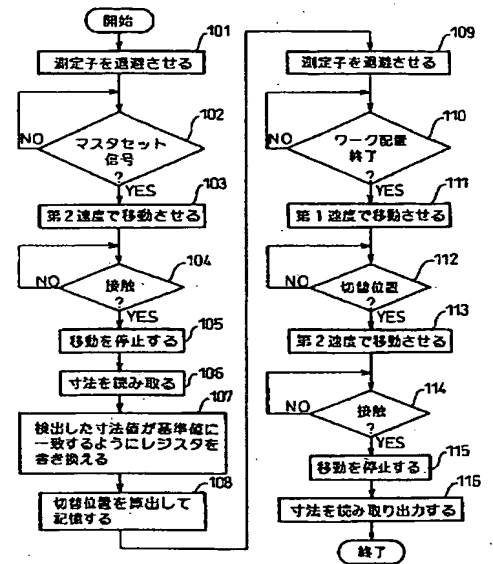 開始
101
測定子を退避させる
102
マスタセット
信号
?
NO
YES
103
第2速度で移動させる
104
接触
?
NO
YES
105
移動を停止する
106
寸法を読み取る
107
検出した寸法値が基準値に
一致するようにレジスタを
書き換える
108
切替位置を算出して
記憶する
109
測定子を退避させる
110
ワーク配置
終了
?
NO
YES
111
第1速度で移動させる
112
切替位置
?
NO
YES
113
第2速度で移動させる
114
接触
?
NO
YES
115
移動を停止する
116
寸法を読み取り出力する
終了